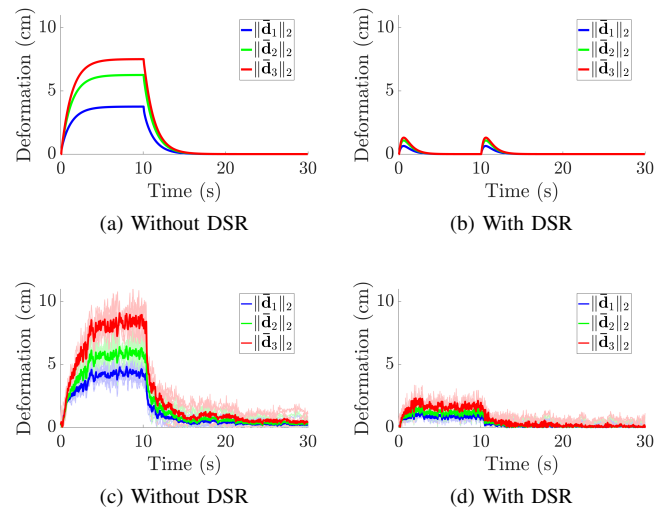 Deformation (cm)
10
5
0
0 10 20 30
Time (s)
‖d̄₁‖₂
‖d̄₂‖₂
‖d̄₃‖₂
(a) Without DSR
Deformation (cm)
10
5
0
0 10 20 30
Time (s)
‖d̄₁‖₂
‖d̄₂‖₂
‖d̄₃‖₂
(b) With DSR
Deformation (cm)
10
5
0
0 10 20 30
Time (s)
‖d̄₁‖₂
‖d̄₂‖₂
‖d̄₃‖₂
(c) Without DSR
Deformation (cm)
10
5
0
0 10 20 30
Time (s)
‖d̄₁‖₂
‖d̄₂‖₂
‖d̄₃‖₂
(d) With DSR